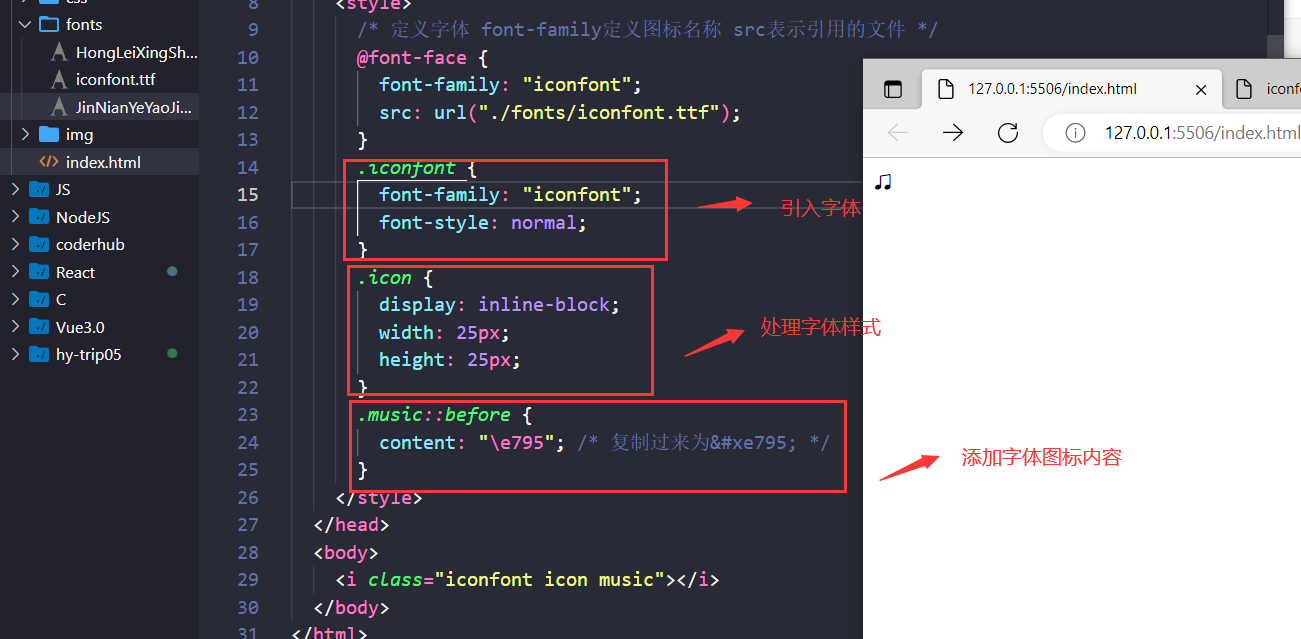 css
fonts
HongLeiXingSh...
iconfont.ttf
JinNianYeYaoJi...
img
index.html
JS
NodeJS
coderhub
React
C
Vue3.0
hy-trip05
8 <style>
9 /* 定义字体 font-family定义图标名称 src表示引用的文件 */
10 @font-face {
11 font-family: "iconfont";
12 src: url("./fonts/iconfont.ttf");
13 }
14 .iconfont {
15 font-family: "iconfont";
16 font-style: normal;
17 }
18 .icon {
19 display: inline-block;
20 width: 25px;
21 height: 25px;
22 }
23 .music::before {
24 content: "\e795"; /* 复制过来为&#xe795; */
25 }
26 </style>
27 </head>
28 <body>
29 <i class="iconfont icon music"></i>
30 </body>
31 </html>
引入字体
处理字体样式
添加字体图标内容
127.0.0.1:5506/index.html
iconf
127.0.0.1:5506/index.html